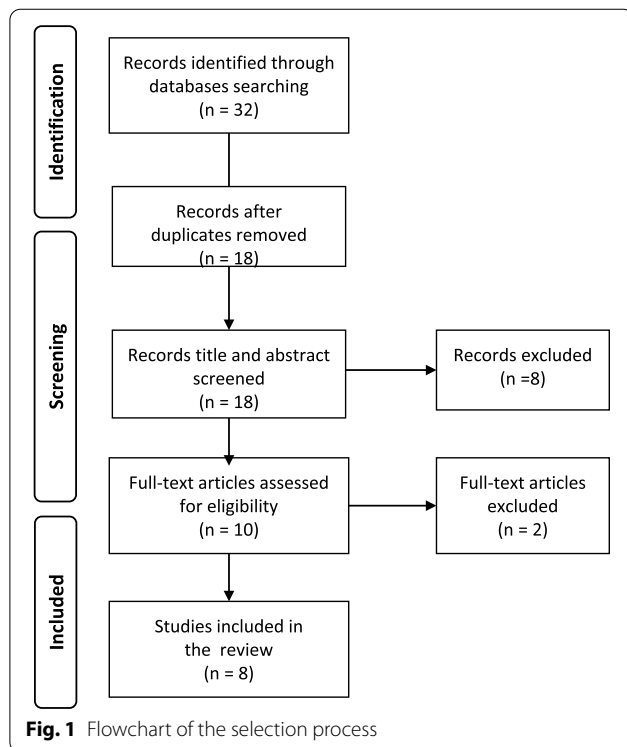 Identification
Records identified through
databases searching
(n = 32)
Records after
duplicates removed
(n = 18)
Screening
Records title and abstract
screened
(n = 18)
Records excluded
(n =8)
Full-text articles assessed
for eligibility
(n = 10)
Full-text articles
excluded
(n = 2)
Included
Studies included in
the review
(n = 8)
Fig. 1 Flowchart of the selection process